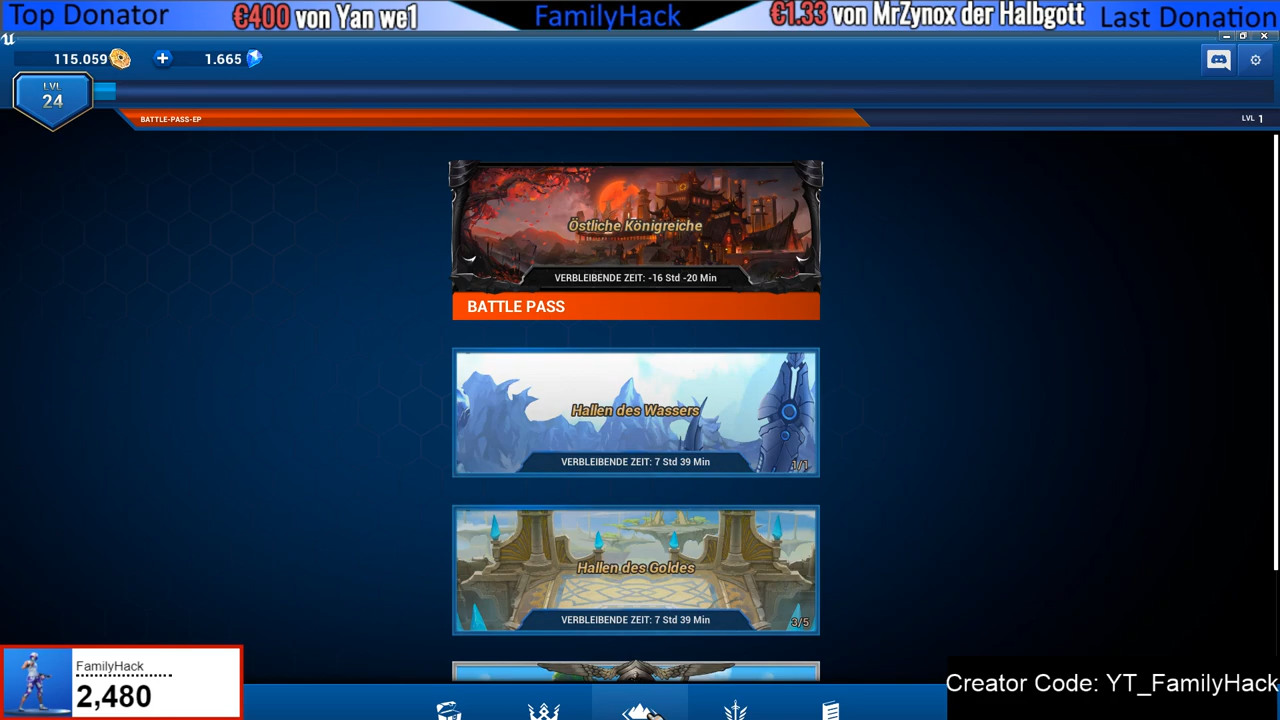 Top Donator
€400 von Yan we1
FamilyHack
€1.33 von MrZynox der Halbgott
Last Donation
115.059
1.665
LVL
24
BATTLE-PASS-EP
LVL 1
Östliche Königreiche
VERBLEIBENDE ZEIT: -16 Std -20 Min
BATTLE PASS
Hallen des Wassers
VERBLEIBENDE ZEIT: 7 Std 39 Min
1/1
Hallen des Goldes
VERBLEIBENDE ZEIT: 7 Std 39 Min
3/5
FamilyHack
2,480
Creator Code: YT_FamilyHack